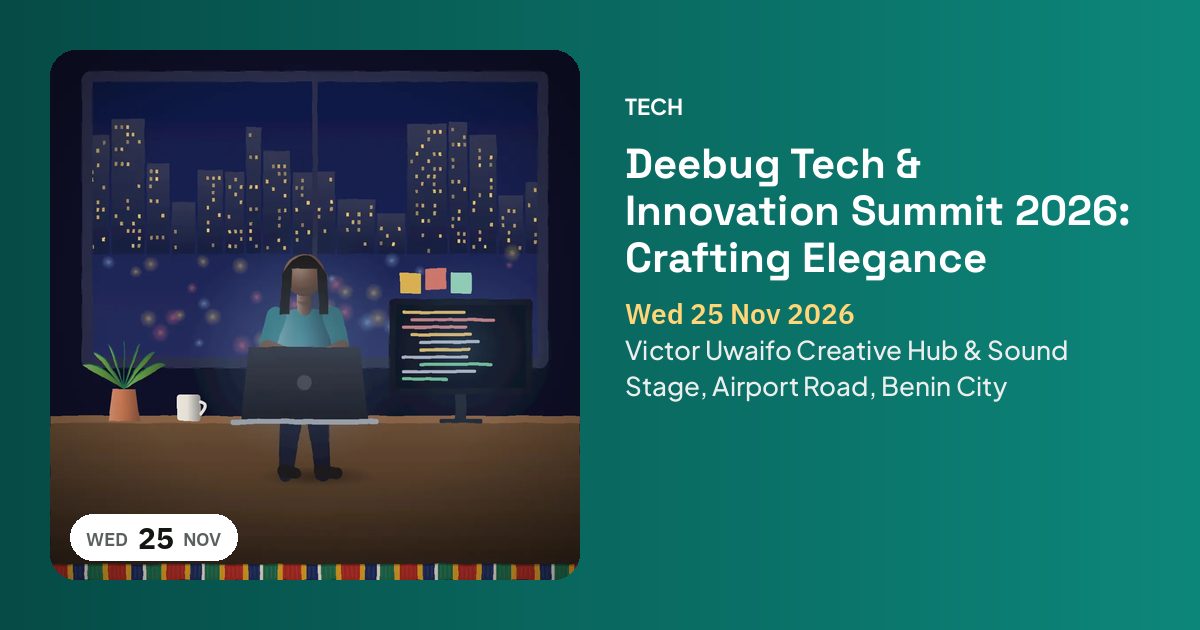 TECH
Deebug Tech &
Innovation Summit 2026:
Crafting Elegance
Wed 25 Nov 2026
Victor Uwaifo Creative Hub & Sound
Stage, Airport Road, Benin City
WED 25 NOV